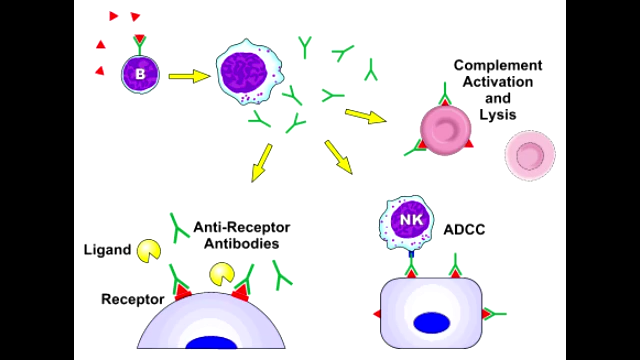 B
Complement
Activation
and
Lysis
NK
ADCC
Anti-Receptor
Antibodies
Ligand
Receptor